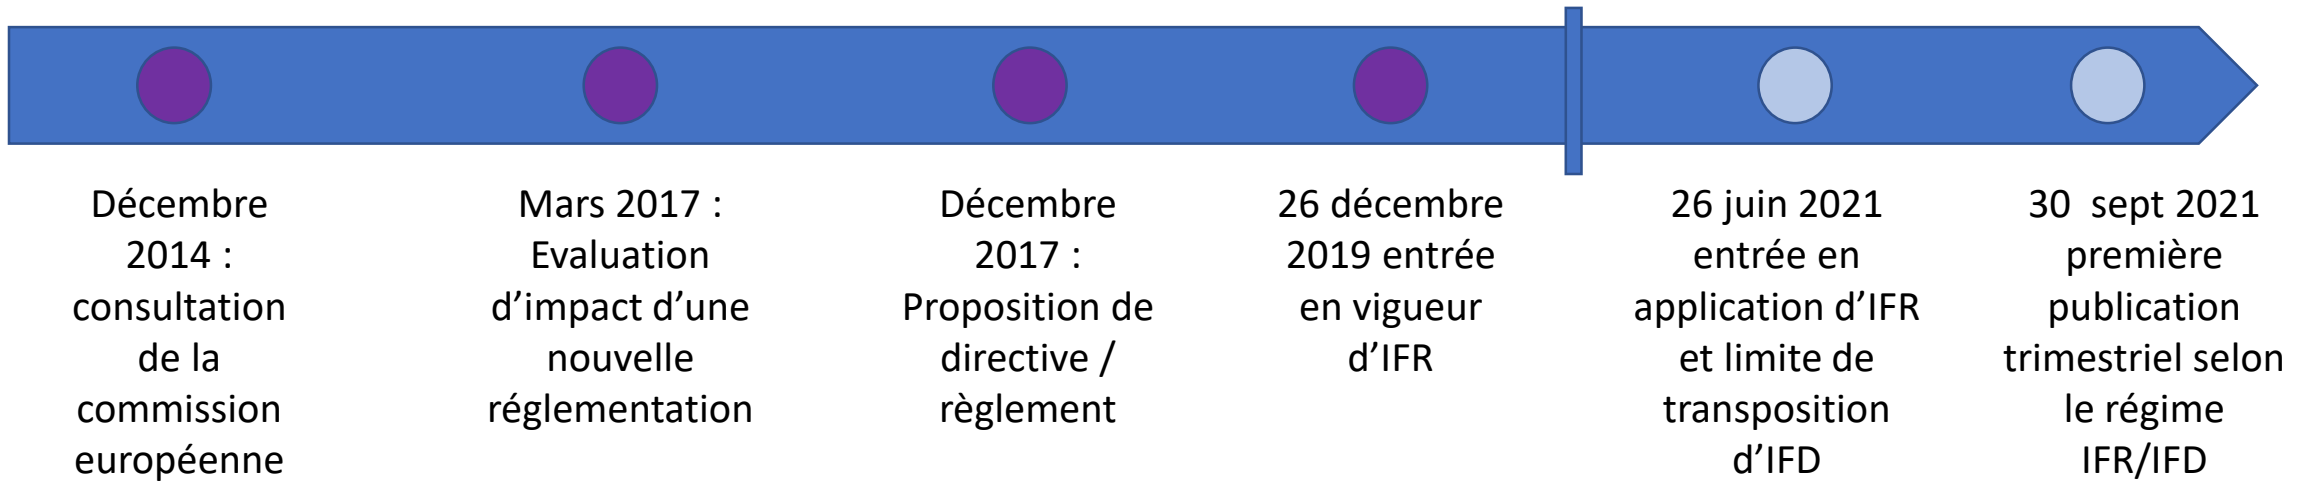 Décembre
2014 :
consultation
de la
commission
européenne
Mars 2017 :
Evaluation
d’impact d’une
nouvelle
réglementation
Décembre
2017 :
Proposition de
directive /
règlement
26 décembre
2019 entrée
en vigueur
d’IFR
26 juin 2021
entrée en
application d’IFR
et limite de
transposition
d’IFD
30  sept 2021
première
publication
trimestriel selon
le régime
IFR/IFD